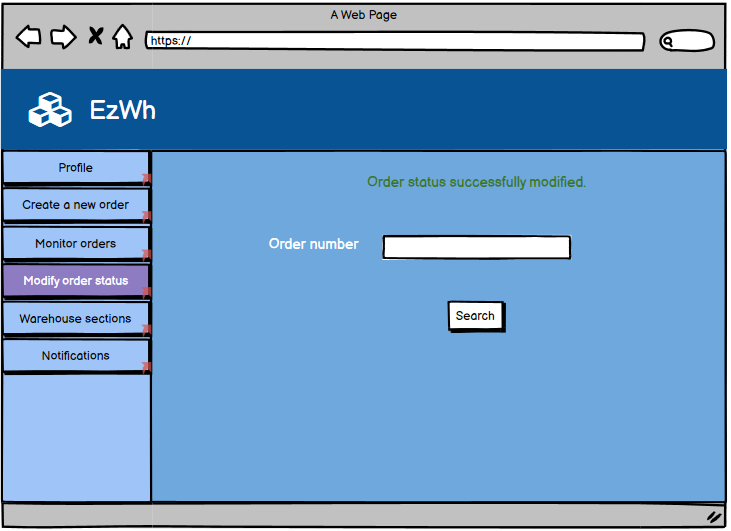 A Web Page
https://
EzWh
Profile
Create a new order
Monitor orders
Modify order status
Warehouse sections
Notifications
Order status successfully modified.
Order number
Search